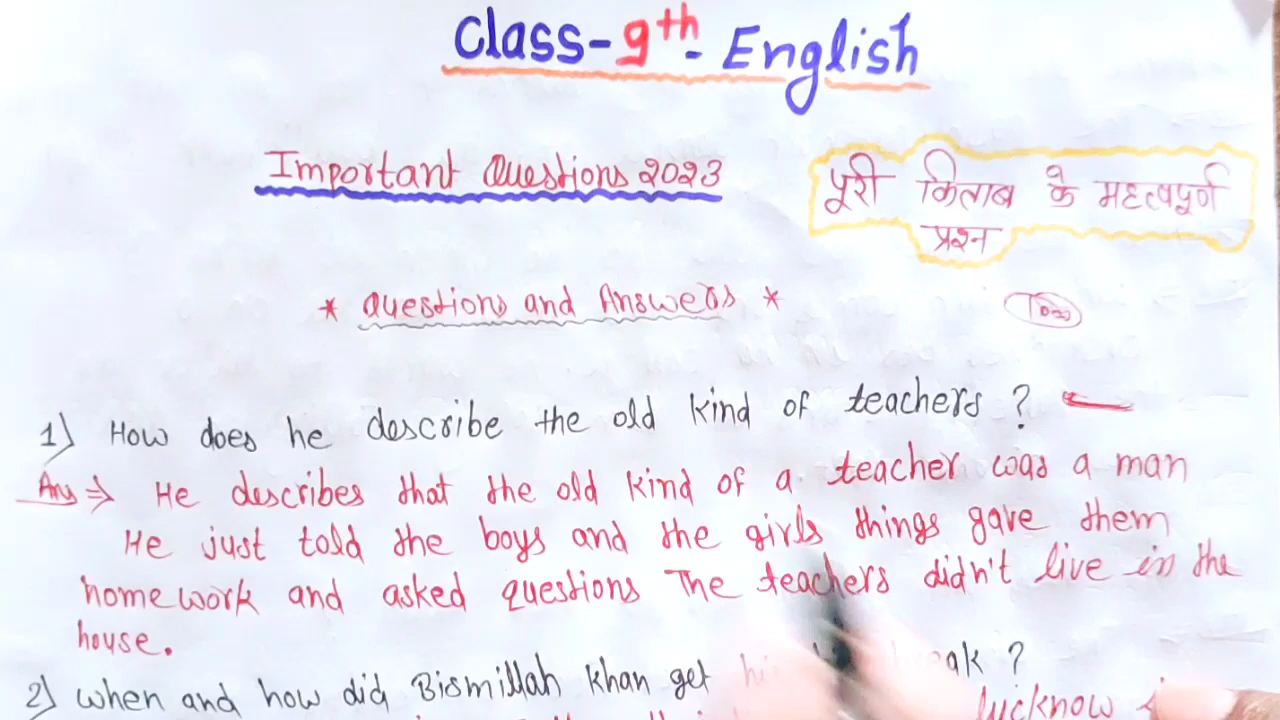 Class-9th-English
Important Questions 2023
पूरी किताब के महत्वपूर्ण
प्रश्न
* Questions and Answers *
1) How does he describe the old kind of teachers ?
Ans ⇒ He describes that the old kind of a teacher was a man
He just told the boys and the girls things gave them
homework and asked questions The teachers didn't live in the
house.
2) when and how did Bismillah khan get ?
lucknow